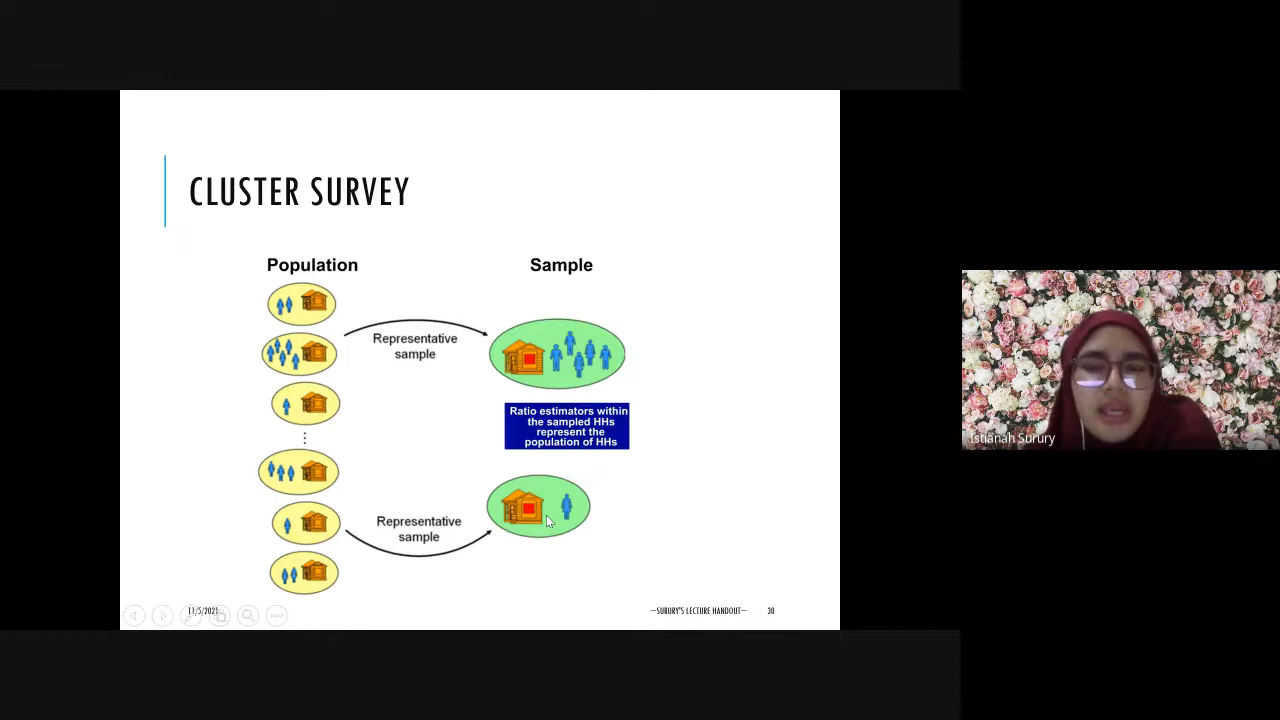 CLUSTER SURVEY
Population
Sample
Representative
sample
Ratio estimators within
the sampled HHs
represent the
population of HHs
Representative
sample
11/5/2021
—SURURY'S LECTURE HANDOUT—
30
Istianah Surury